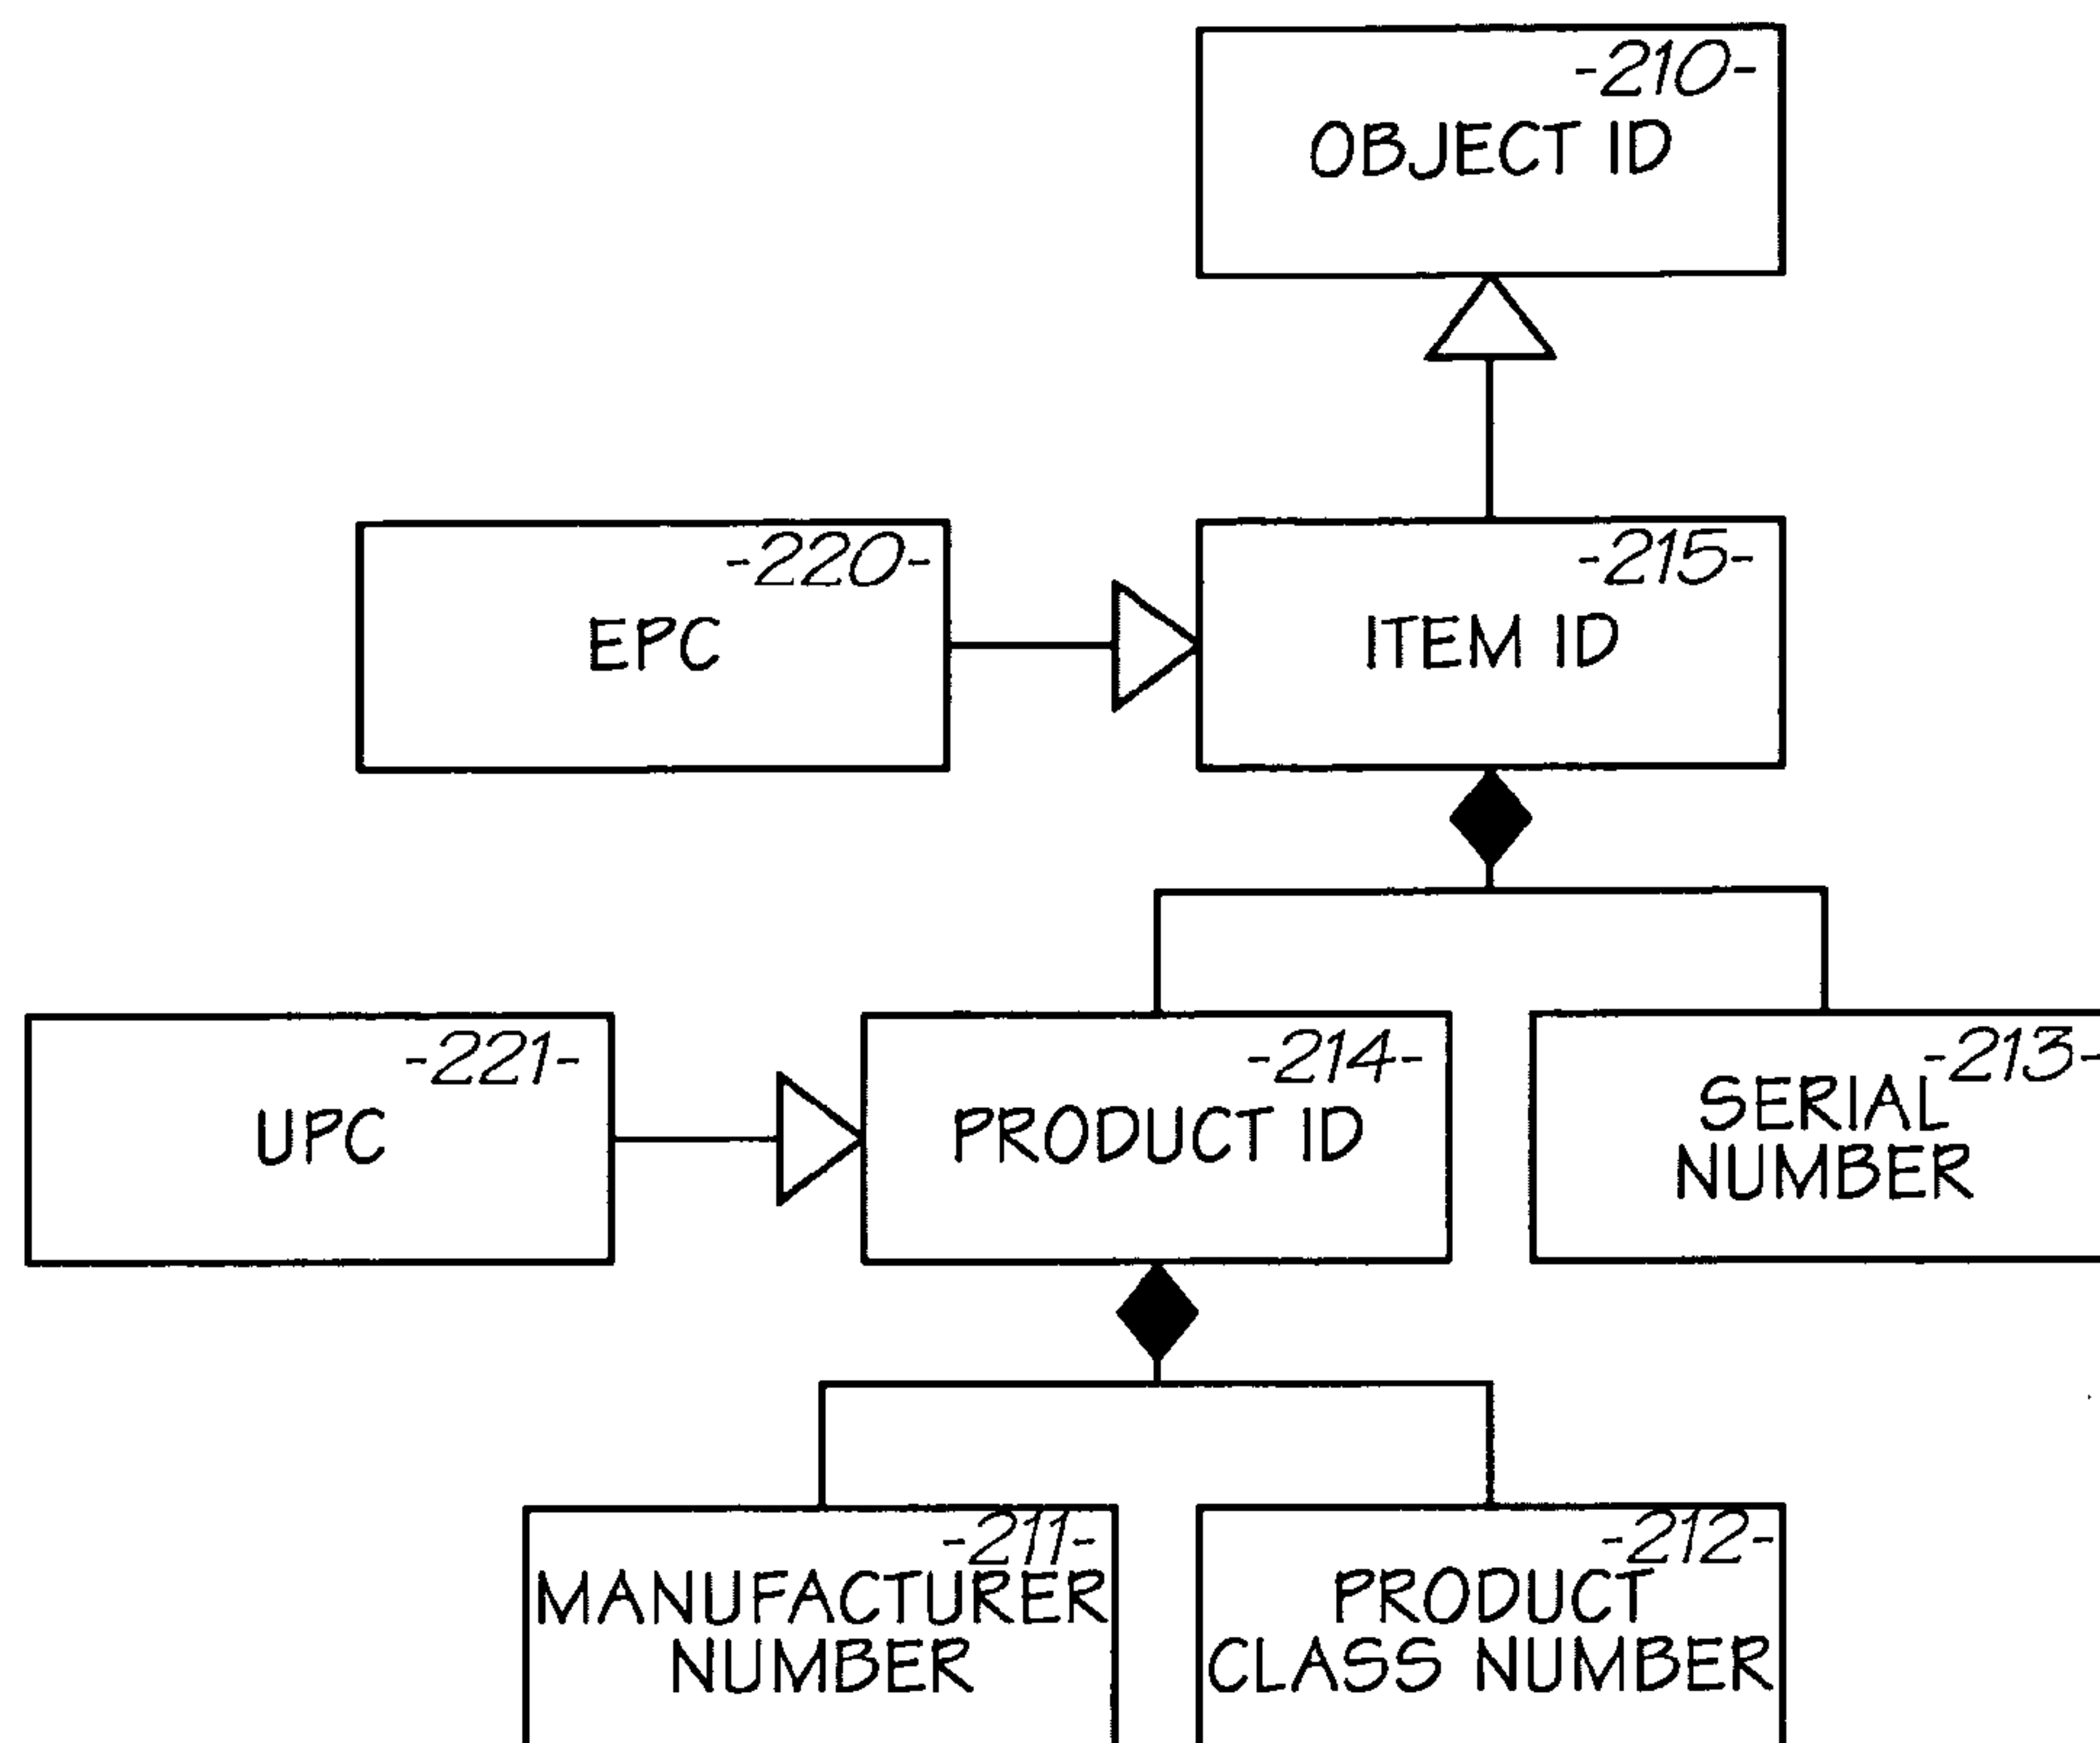 -210-
OBJECT ID
-220-
EPC
-215-
ITEM ID
-221-
UPC
-214-
PRODUCT ID
-213-
SERIAL
NUMBER
-211-
MANUFACTURER
NUMBER
-212-
PRODUCT
CLASS NUMBER